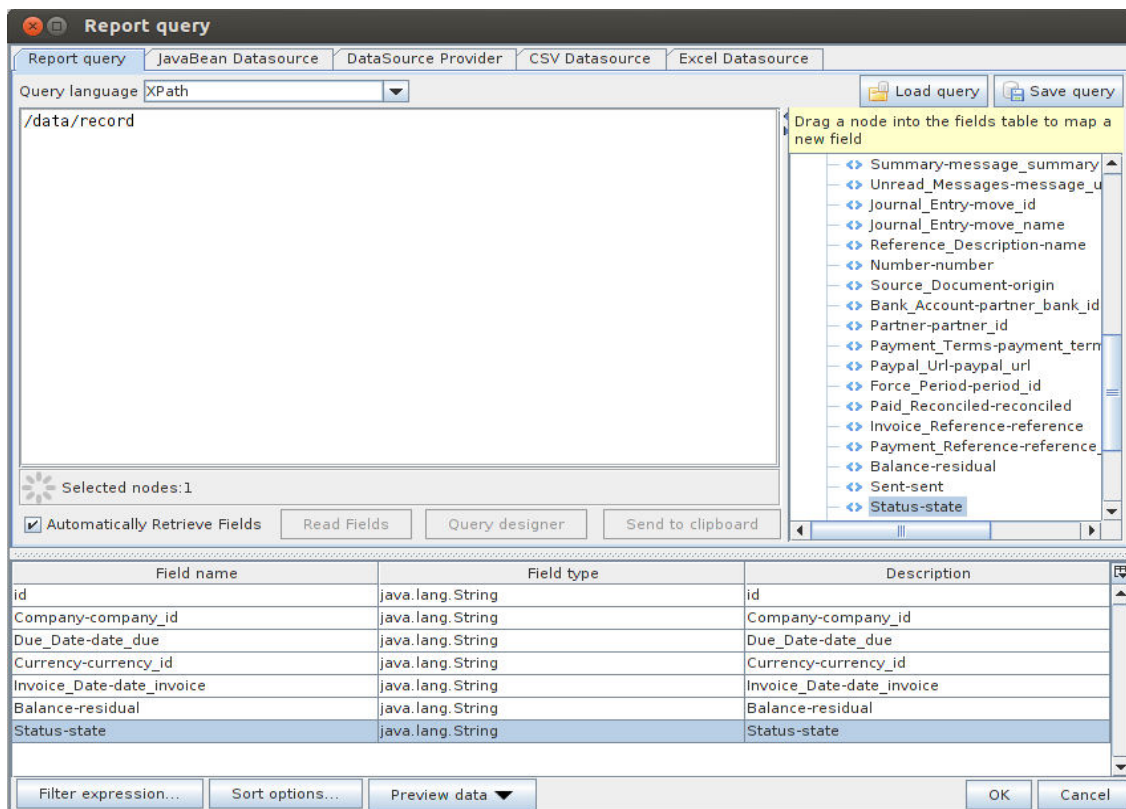 Report query
Report query JavaBean Datasource DataSource Provider CSV Datasource Excel Datasource
Query language XPath Load query Save query
/data/record
Drag a node into the fields table to map a
new field
Summary-message_summary
Unread_Messages-message_u
Journal_Entry-move_id
Journal_Entry-move_name
Reference_Description-name
Number-number
Source_Document-origin
Bank_Account-partner_bank_id
Partner-partner_id
Payment_Terms-payment_term
Paypal_Url-paypal_url
Force_Period-period_id
Paid_Reconciled-reconciled
Invoice_Reference-reference
Payment_Reference-reference_
Balance-residual
Sent-sent
Status-state
Selected nodes:1
Automatically Retrieve Fields Read Fields Query designer Send to clipboard
Field name Field type Description
id java.lang.String id
Company-company_id java.lang.String Company-company_id
Due_Date-date_due java.lang.String Due_Date-date_due
Currency-currency_id java.lang.String Currency-currency_id
Invoice_Date-date_invoice java.lang.String Invoice_Date-date_invoice
Balance-residual java.lang.String Balance-residual
Status-state java.lang.String Status-state
Filter expression... Sort options... Preview data OK Cancel